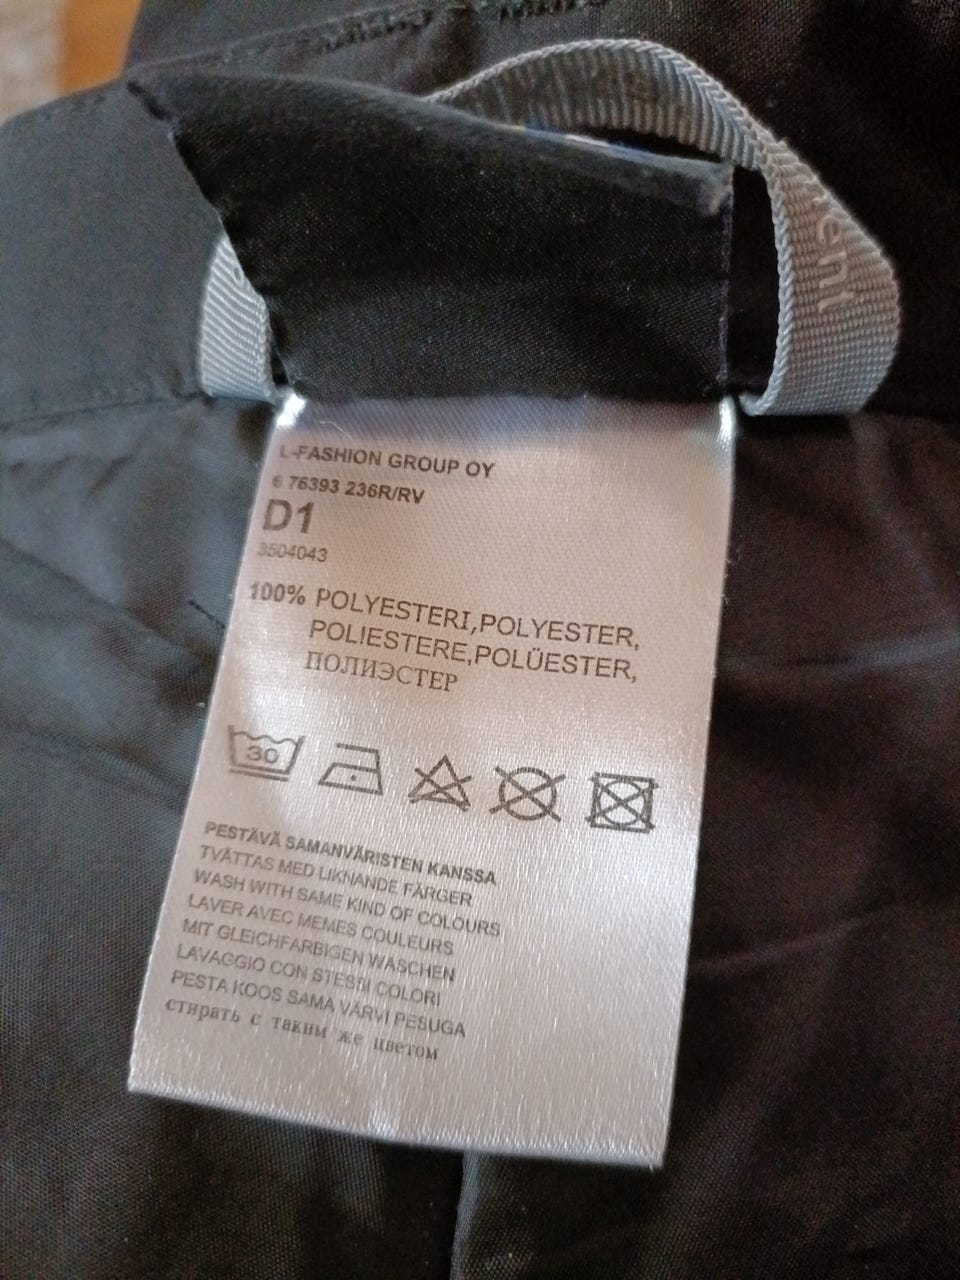 L-FASHION GROUP OY
6 76393 236R/RV
D1
3504043
100% POLYESTERI,POLYESTER,
POLIESTERE,POLÜESTER,
ПОЛИЭСТЕР
30
PESTÄVÄ SAMANVÄRISTEN KANSSA
TVÄTTAS MED LIKNANDE FÄRGER
WASH WITH SAME KIND OF COLOURS
LAVER AVEC MEMES COULEURS
MIT GLEICHFARBIGEN WASCHEN
LAVAGGIO CON STESSI COLORI
PESTA KOOS SAMA VÄRVI PESUGA
стирать с таким же цветом